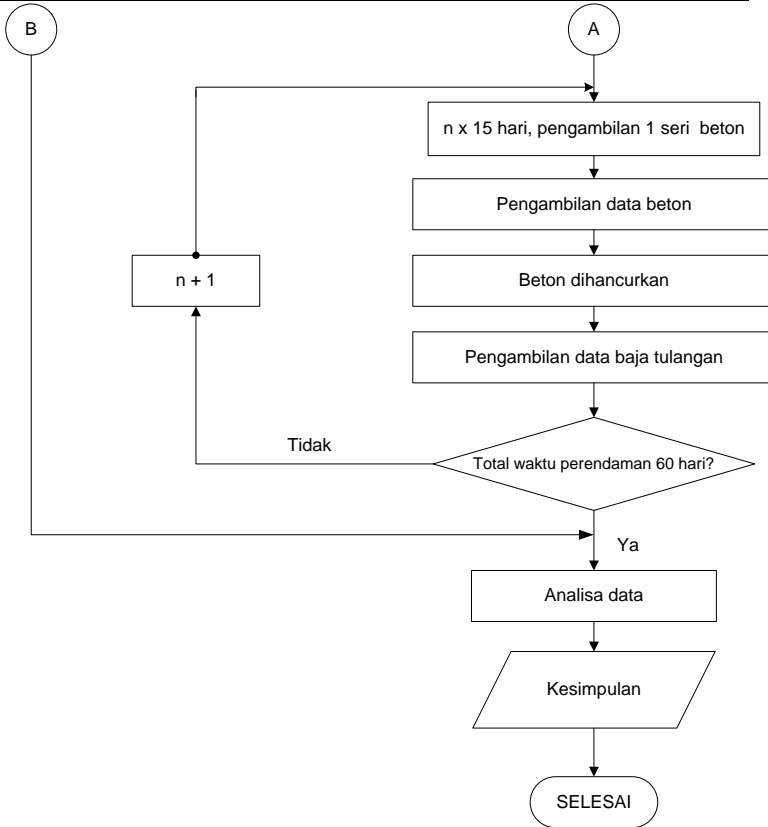 B
A
n x 15 hari, pengambilan 1 seri beton
Pengambilan data beton
n + 1
Beton dihancurkan
Pengambilan data baja tulangan
Tidak
Total waktu perendaman 60 hari?
Ya
Analisa data
Kesimpulan
SELESAI